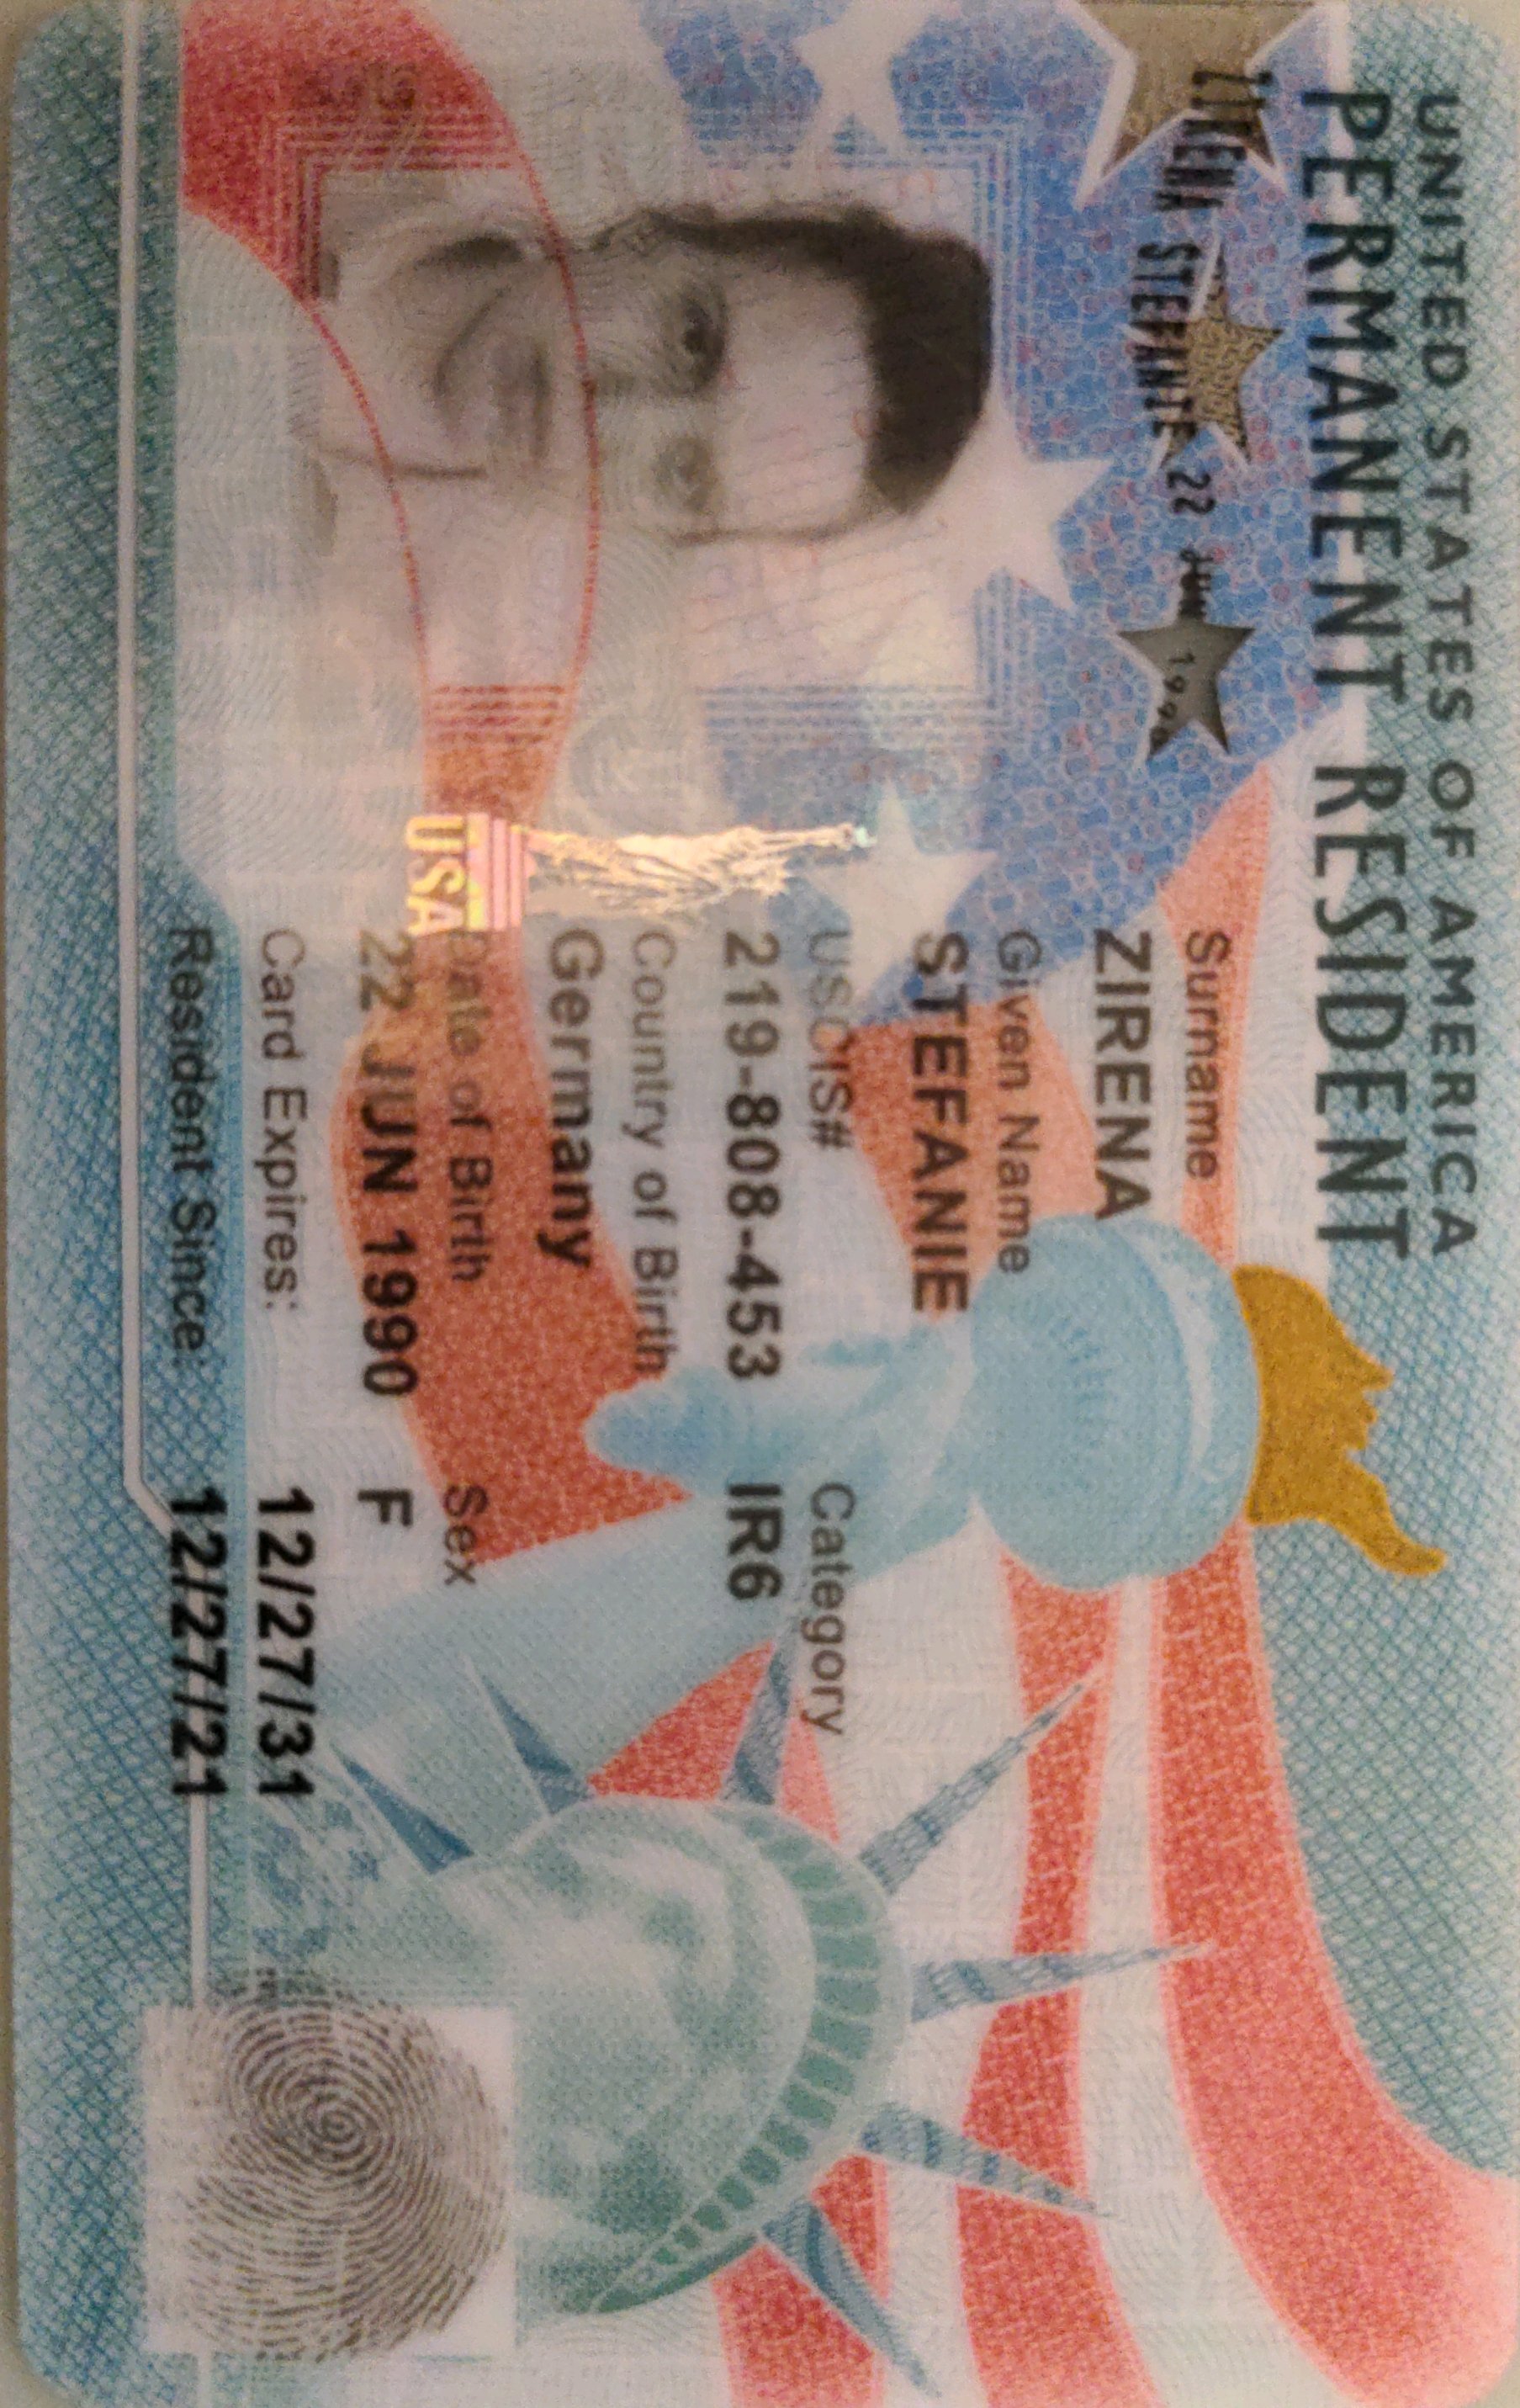 UNITED STATES OF AMERICA
PERMANENT RESIDENT
ZIRENA STEFANIE 22 JUN 1990
Surname
ZIRENA
Given Name
STEFANIE
USCIS# Category
219-808-453 IR6
Country of Birth
Germany
Date of Birth Sex
22 JUN 1990 F
Card Expires: 12/27/31
Resident Since: 12/27/21
USA